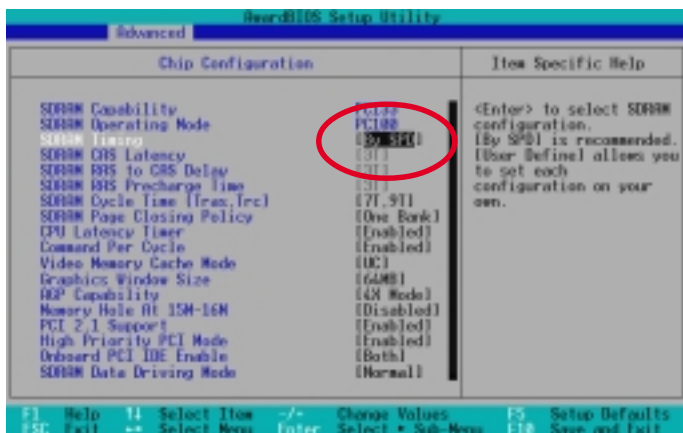 AwardBIOS Setup Utility
Advanced
Chip Configuration
Item Specific Help
SDRAM Capability PC133
SDRAM Operating Mode PC100
SDRAM Timing [By SPD]
SDRAM CAS Latency [3T]
SDRAM RAS to CAS Delay [3T]
SDRAM RAS Precharge Time [3T]
SDRAM Cycle Time (Tras,Trc) [7T,9T]
SDRAM Page Closing Policy [One Bank]
CPU Latency Timer [Enabled]
Command Per Cycle [Enabled]
Video Memory Cache Mode [UC]
Graphics Window Size [64MB]
AGP Capability [4X Mode]
Memory Hole At 15M-16M [Disabled]
PCI 2.1 Support [Enabled]
High Priority PCI Mode [Enabled]
Onboard PCI IDE Enable [Both]
SDRAM Data Driving Mode [Normal]
<Enter> to select SDRAM
configuration.
[By SPD] is recommended.
[User Define] allows you
to set each
configuration on your
own.
F1 Help ↑↓ Select Item -/+ Change Values F5 Setup Defaults
ESC Exit ←→ Select Menu Enter Select ▸ Sub-Menu F10 Save and Exit